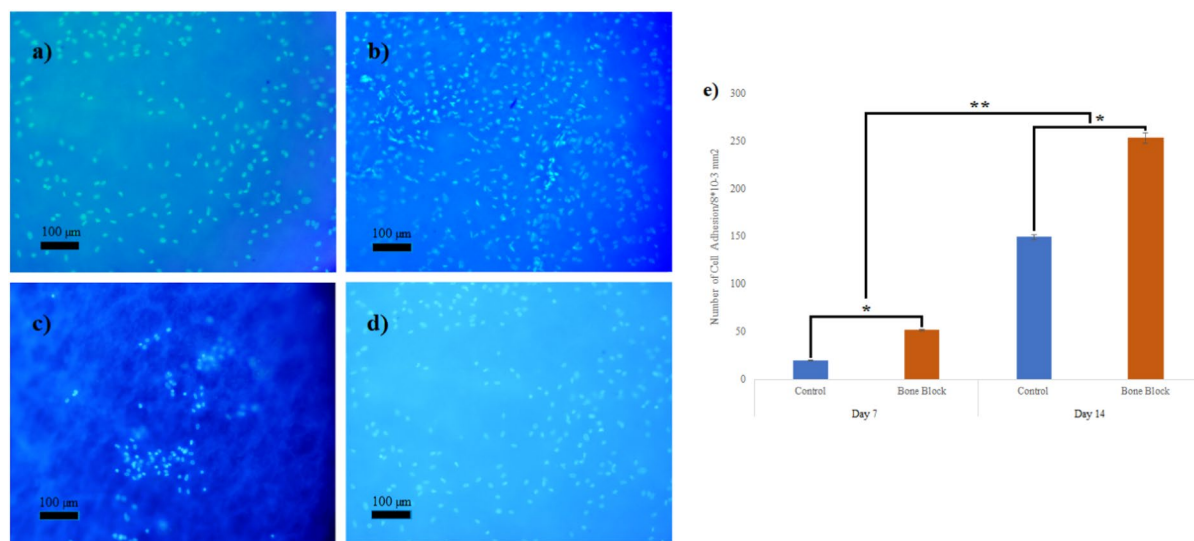 a)
100 μm
b)
100 μm
c)
100 μm
d)
100 μm
e)
Number of Cell Adhesion/8*10-3 mm2
300
250
200
150
100
50
0
**
*
*
Control
Bone Block
Control
Bone Block
Day 7
Day 14